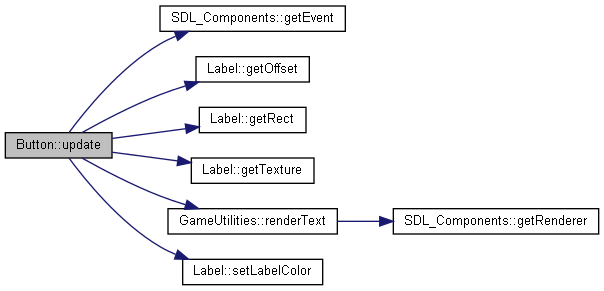 SDL_Components::getEvent
Label::getOffset
Label::getRect
Button::update
Label::getTexture
GameUtilities::renderText
SDL_Components::getRenderer
Label::setLabelColor